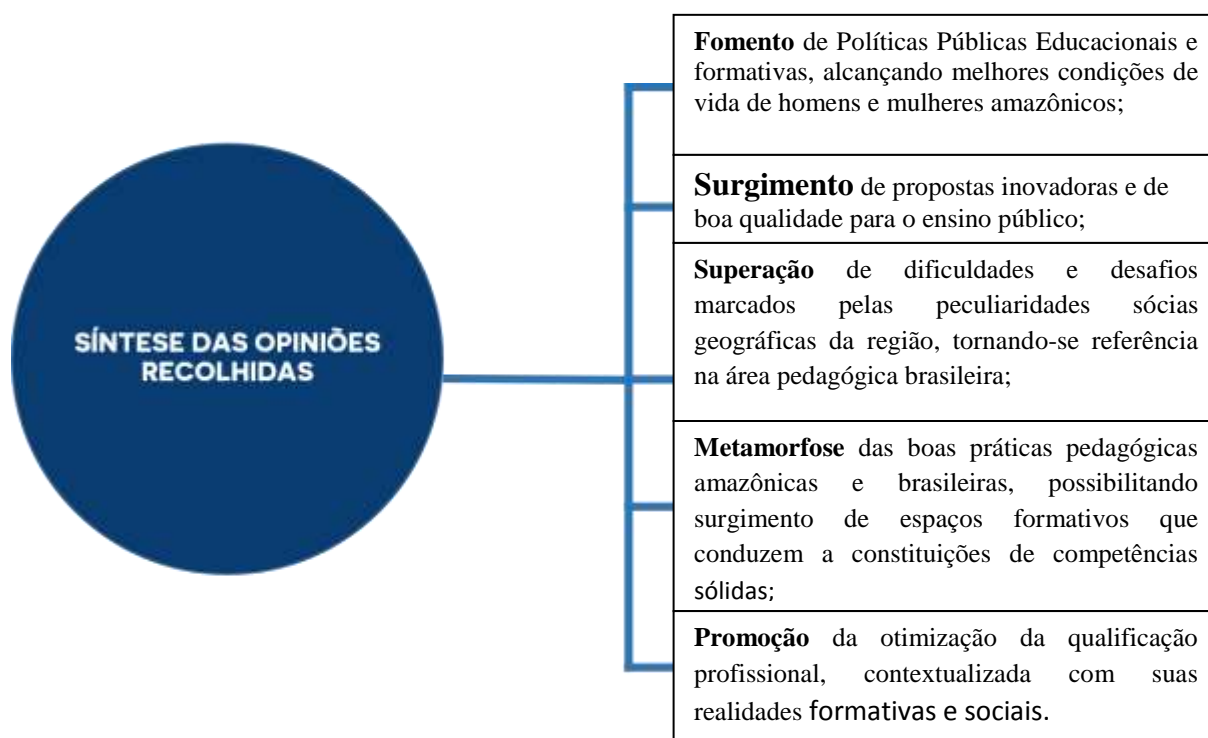 SÍNTESE DAS OPINIÕES
RECOLHIDAS
Fomento de Políticas Públicas Educacionais e
formativas, alcançando melhores condições de
vida de homens e mulheres amazônicos;
Surgimento de propostas inovadoras e de
boa qualidade para o ensino público;
Superação de dificuldades e desafios
marcados pelas peculiaridades sócias
geográficas da região, tornando-se referência
na área pedagógica brasileira;
Metamorfose das boas práticas pedagógicas
amazônicas e brasileiras, possibilitando
surgimento de espaços formativos que
conduzem a constituições de competências
sólidas;
Promoção da otimização da qualificação
profissional, contextualizada com suas
realidades formativas e sociais.